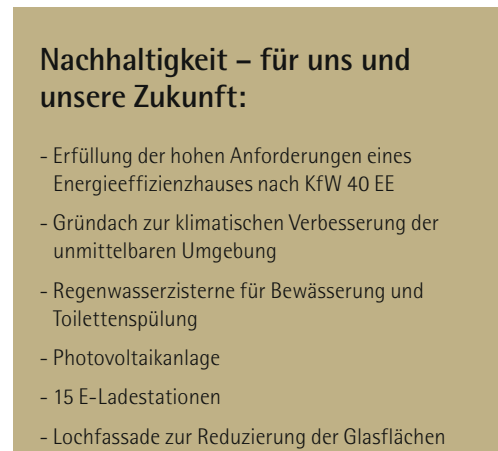 Nachhaltigkeit – für uns und
unsere Zukunft:
- Erfüllung der hohen Anforderungen eines
Energieeffizienzhauses nach KfW 40 EE
- Gründach zur klimatischen Verbesserung der
unmittelbaren Umgebung
- Regenwasserzisterne für Bewässerung und
Toilettenspülung
- Photovoltaikanlage
- 15 E-Ladestationen
- Lochfassade zur Reduzierung der Glasflächen